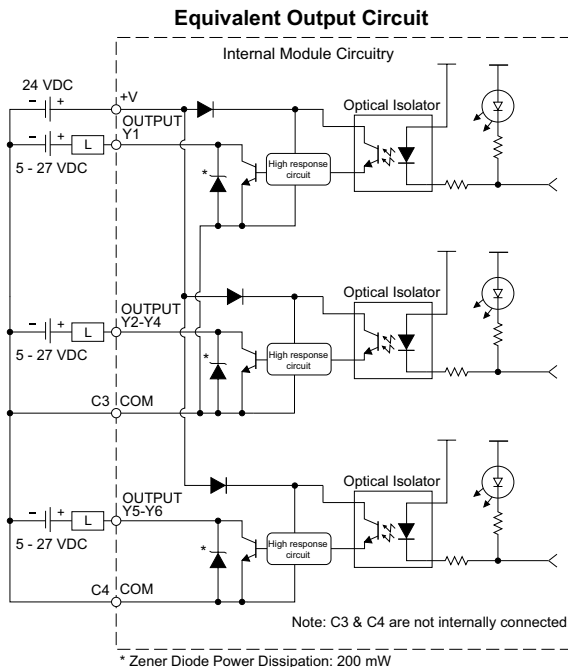 Equivalent Output Circuit
Internal Module Circuitry
24 VDC
− +
+V
Optical Isolator
OUTPUT
Y1
− +
L
5 - 27 VDC
*
High response
circuit
Optical Isolator
OUTPUT
Y2-Y4
− +
L
5 - 27 VDC
*
High response
circuit
C3 COM
Optical Isolator
OUTPUT
Y5-Y6
− +
L
5 - 27 VDC
*
High response
circuit
C4 COM
Note: C3 & C4 are not internally connected
* Zener Diode Power Dissipation: 200 mW